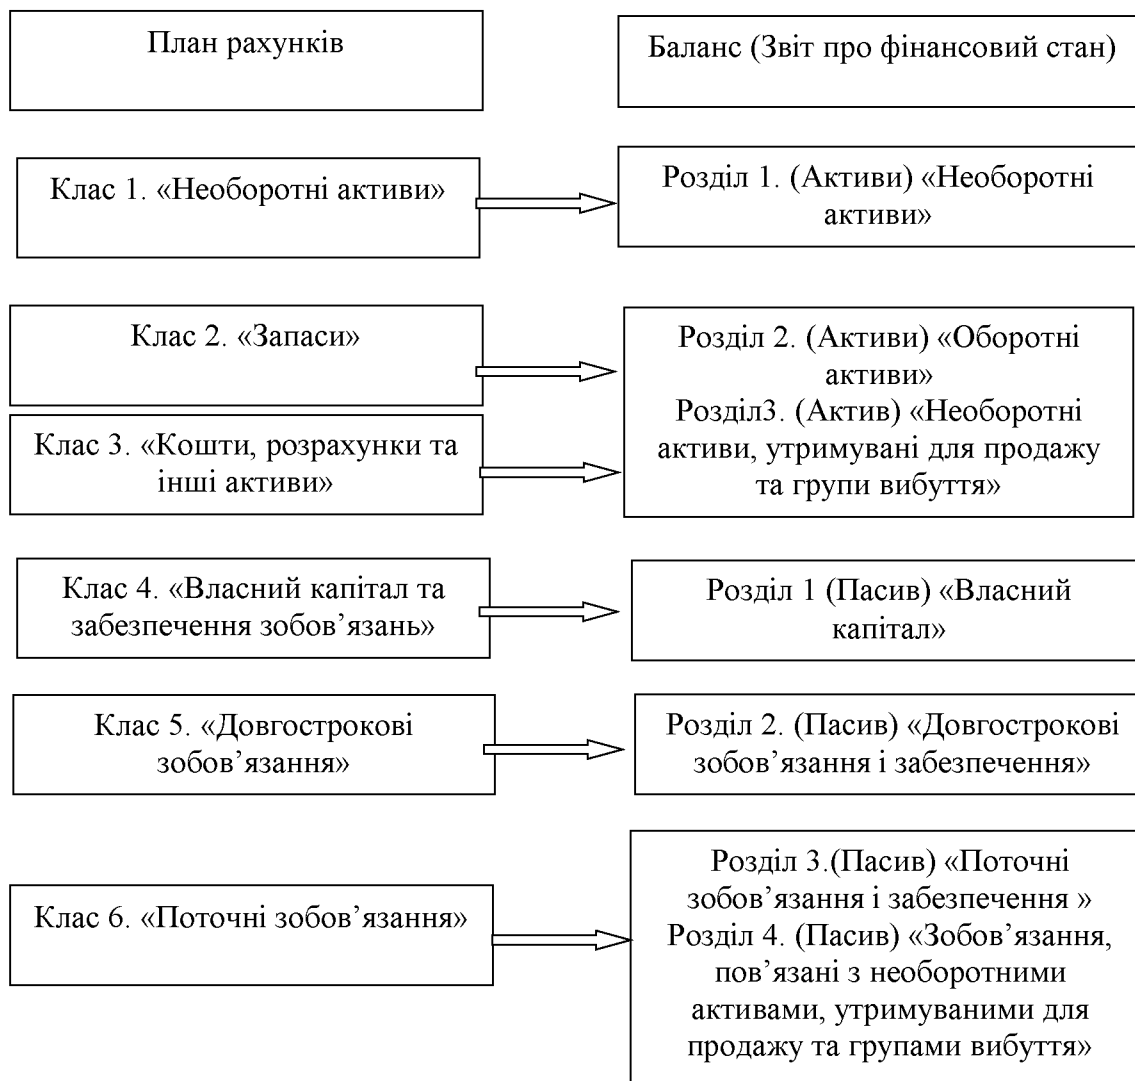 План рахунків
Баланс (Звіт про фінансовий стан)
Клас 1. «Необоротні активи»
Розділ 1. (Активи) «Необоротні
активи»
Клас 2. «Запаси»
Розділ 2. (Активи) «Оборотні
активи»
Розділ3. (Актив) «Необоротні
активи, утримувані для продажу
та групи вибуття»
Клас 3. «Кошти, розрахунки та
інші активи»
Клас 4. «Власний капітал та
забезпечення зобов’язань»
Розділ 1 (Пасив) «Власний
капітал»
Клас 5. «Довгострокові
зобов’язання»
Розділ 2. (Пасив) «Довгострокові
зобов’язання і забезпечення»
Клас 6. «Поточні зобов’язання»
Розділ 3.(Пасив) «Поточні
зобов’язання і забезпечення »
Розділ 4. (Пасив) «Зобов’язання,
пов’язані з необоротними
активами, утримуваними для
продажу та групами вибуття»